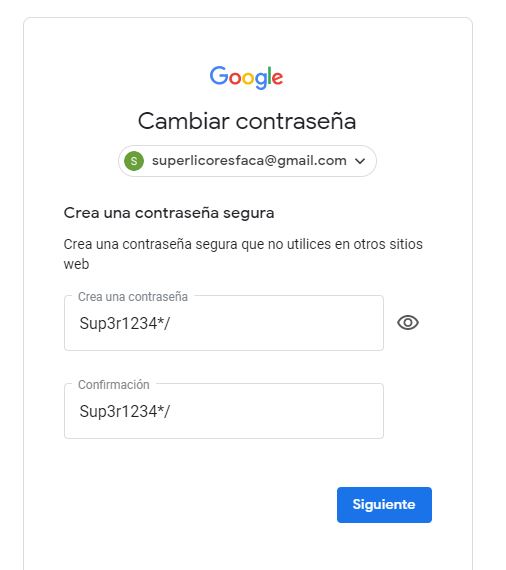 Google
Cambiar contraseña
S superlicoresfaca@gmail.com
Crea una contraseña segura
Crea una contraseña segura que no utilices en otros sitios
web
Crea una contraseña
Sup3r1234*/
Confirmación
Sup3r1234*/
Siguiente